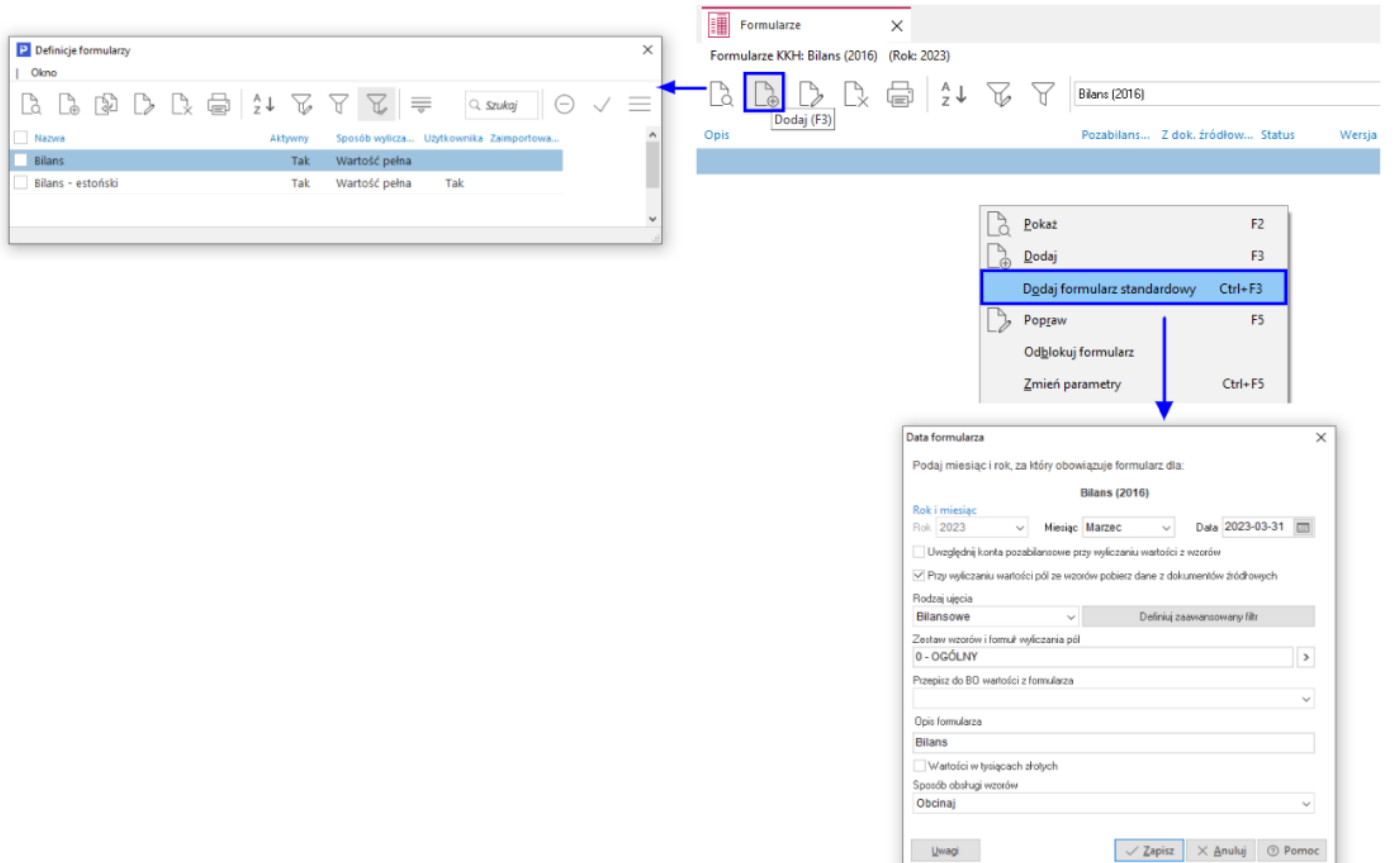 Definicje formularzy
Okno
Szukaj
Nazwa Aktywny Sposób wylicza... Użytkownika Zaimportowa...
Bilans Tak Wartość pełna
Bilans - estoński Tak Wartość pełna Tak
Formularze
Formularze KKH: Bilans (2016) (Rok: 2023)
Bilans (2016)
Dodaj (F3)
Opis Pozabilans... Z dok. źródłow... Status Wersja
Pokaż F2
Dodaj F3
Dodaj formularz standardowy Ctrl+F3
Popraw F5
Odblokuj formularz
Zmień parametry Ctrl+F5
Data formularza
Podaj miesiąc i rok, za który obowiązuje formularz dla:
Bilans (2016)
Rok i miesiąc
Rok 2023 Miesiąc Marzec Data 2023-03-31
Uwzględnij konta pozabilansowe przy wyliczaniu wartości z wzorów
Przy wyliczaniu wartości pól ze wzorów pobierz dane z dokumentów źródłowych
Rodzaj ujęcia
Bilansowe Definiuj zaawansowany filtr
Zestaw wzorów i formuł wyliczania pól
0 - OGÓLNY
Przepisz do BO wartości z formularza
Opis formularza
Bilans
Wartości w tysiącach złotych
Sposób obsługi wzorów
Obcinaj
Uwagi Zapisz Anuluj Pomoc